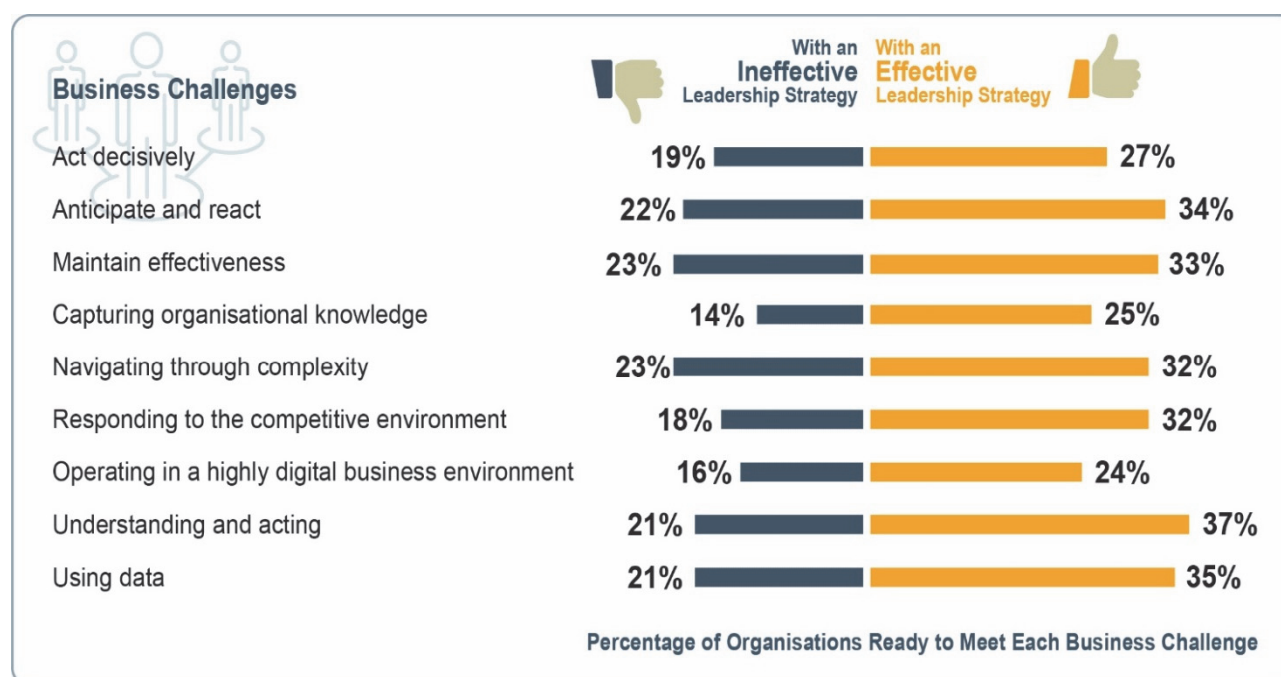 Business Challenges
With an
Ineffective
Leadership Strategy
With an
Effective
Leadership Strategy
Act decisively 19% 27%
Anticipate and react 22% 34%
Maintain effectiveness 23% 33%
Capturing organisational knowledge 14% 25%
Navigating through complexity 23% 32%
Responding to the competitive environment 18% 32%
Operating in a highly digital business environment 16% 24%
Understanding and acting 21% 37%
Using data 21% 35%
Percentage of Organisations Ready to Meet Each Business Challenge